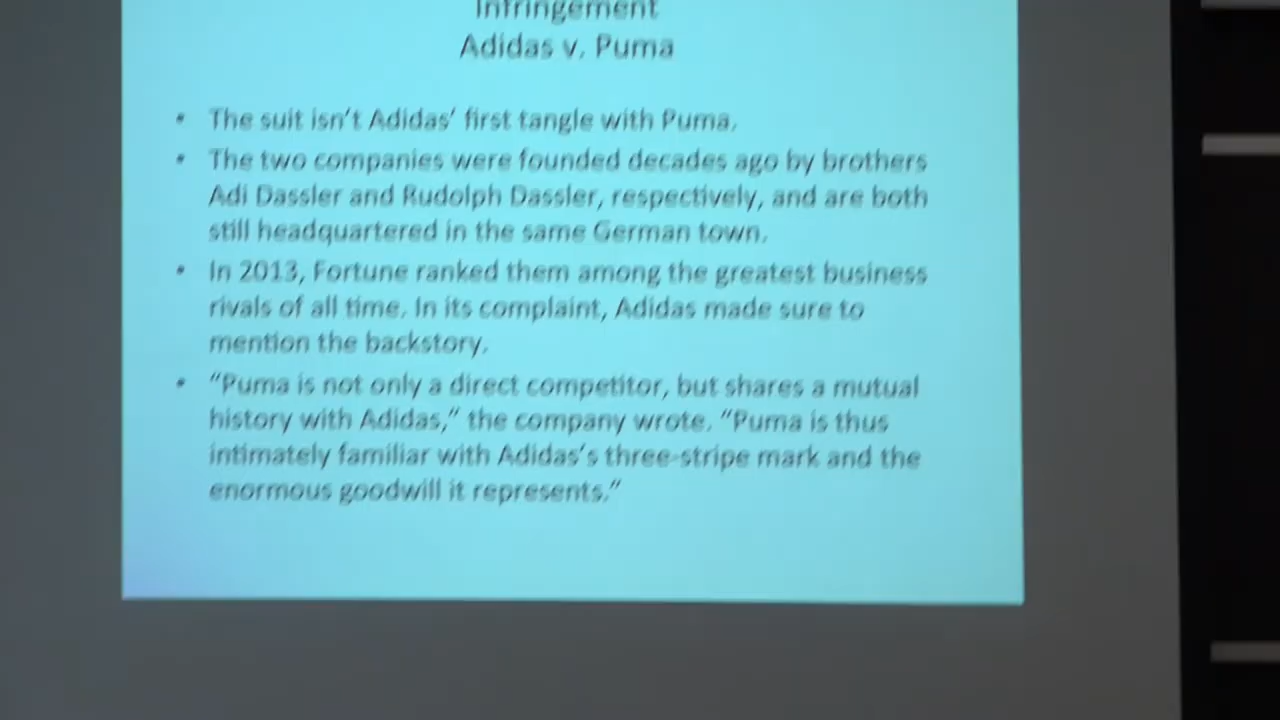 Infringement
Adidas v. Puma
• The suit isn't Adidas' first tangle with Puma.
• The two companies were founded decades ago by brothers
Adi Dassler and Rudolph Dassler, respectively, and are both
still headquartered in the same German town.
• In 2013, Fortune ranked them among the greatest business
rivals of all time. In its complaint, Adidas made sure to
mention the backstory.
• "Puma is not only a direct competitor, but shares a mutual
history with Adidas," the company wrote. "Puma is thus
intimately familiar with Adidas's three-stripe mark and the
enormous goodwill it represents."